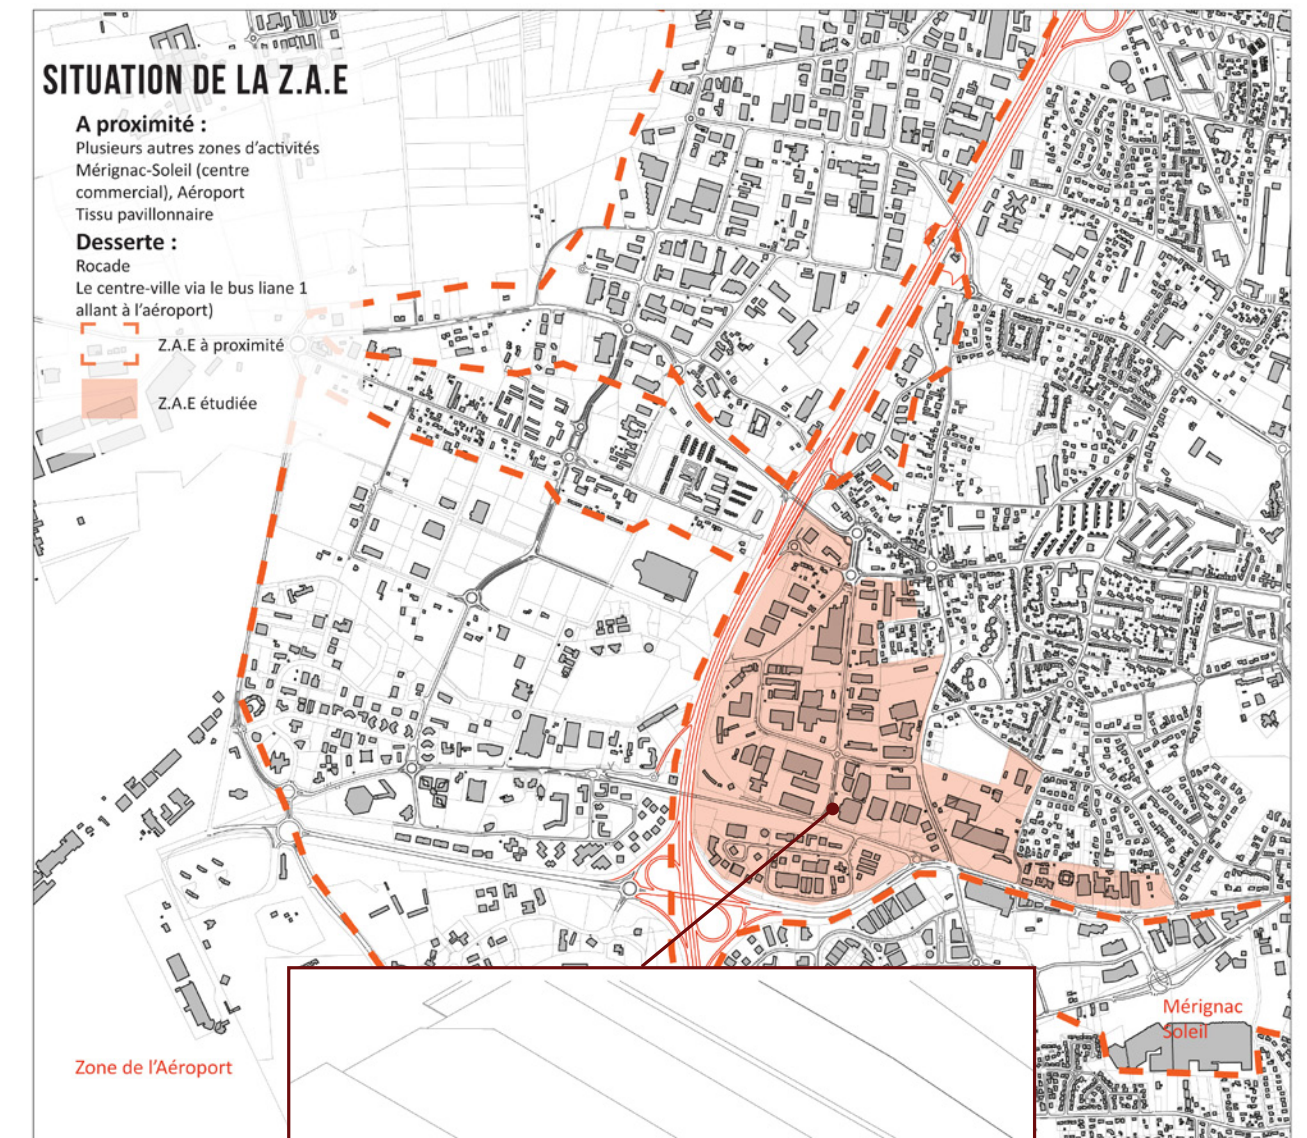 SITUATION DE LA Z.A.E
A proximité :
Plusieurs autres zones d'activités
Mérignac-Soleil (centre
commercial), Aéroport
Tissu pavillonnaire
Desserte :
Rocade
Le centre-ville via le bus liane 1
allant à l'aéroport)
Z.A.E à proximité
Z.A.E étudiée
Mérignac
Soleil
Zone de l'Aéroport